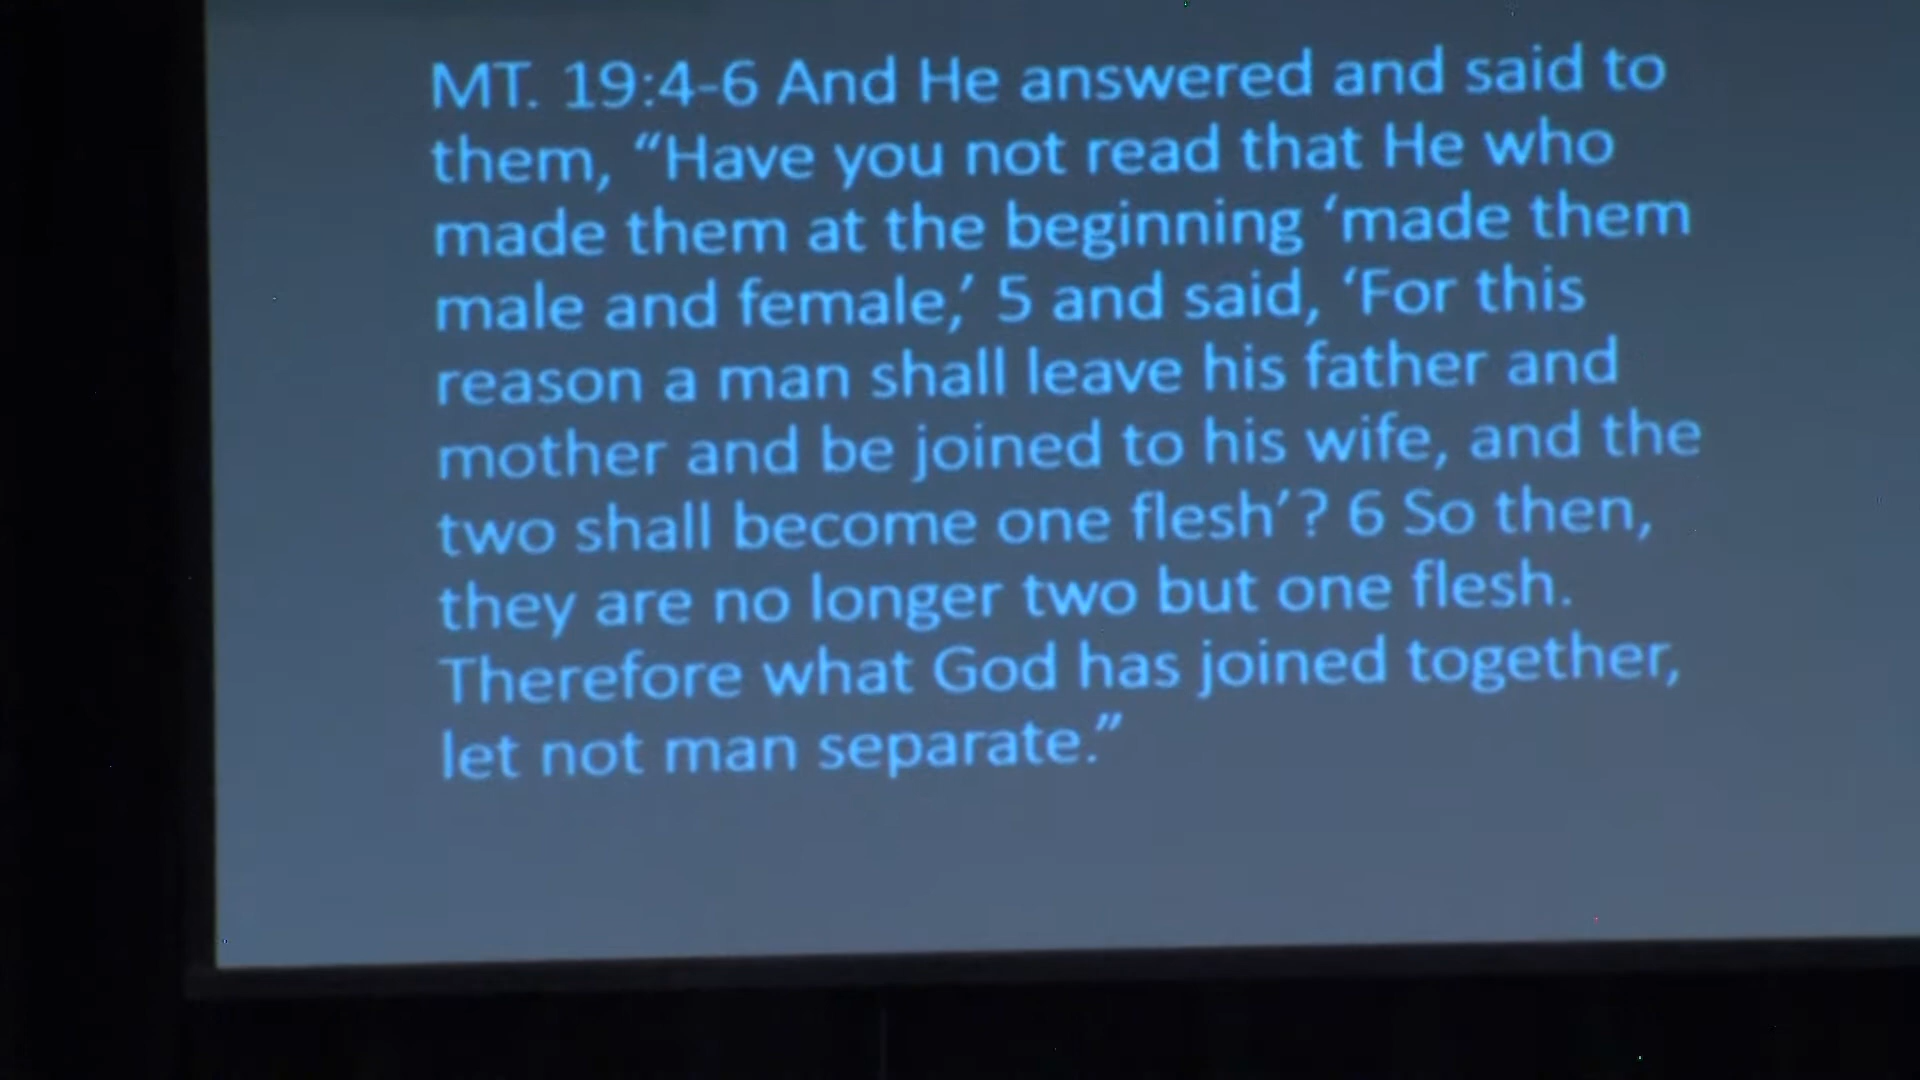 MT. 19:4-6 And He answered and said to
them, “Have you not read that He who
made them at the beginning ‘made them
male and female,’ 5 and said, ‘For this
reason a man shall leave his father and
mother and be joined to his wife, and the
two shall become one flesh’? 6 So then,
they are no longer two but one flesh.
Therefore what God has joined together,
let not man separate.”